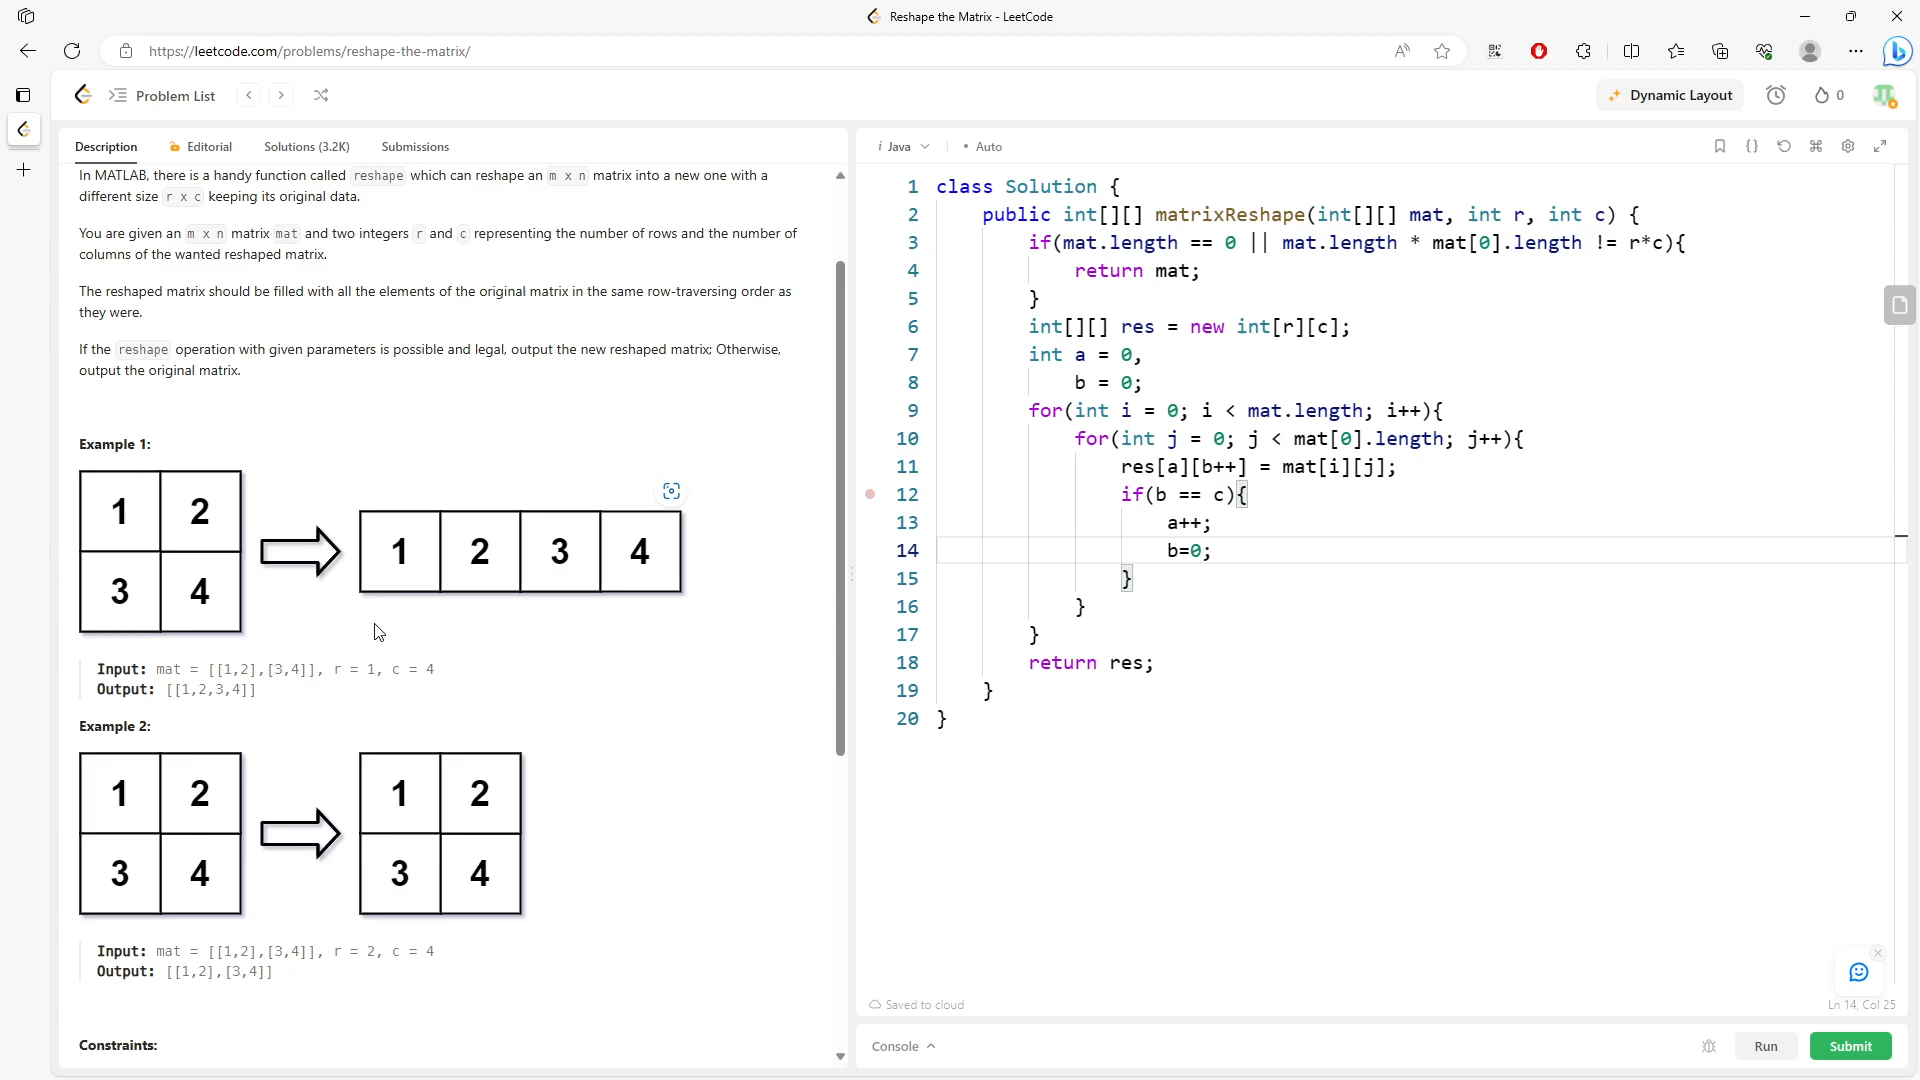 Reshape the Matrix - LeetCode
https://leetcode.com/problems/reshape-the-matrix/
Problem List
Dynamic Layout
0
Description
Editorial
Solutions (3.2K)
Submissions
In MATLAB, there is a handy function called reshape which can reshape an m x n matrix into a new one with a
different size r x c keeping its original data.
You are given an m x n matrix mat and two integers r and c representing the number of rows and the number of
columns of the wanted reshaped matrix.
The reshaped matrix should be filled with all the elements of the original matrix in the same row-traversing order as
they were.
If the reshape operation with given parameters is possible and legal, output the new reshaped matrix; Otherwise,
output the original matrix.
Example 1:
1 2
3 4
1 2 3 4
Input: mat = [[1,2],[3,4]], r = 1, c = 4
Output: [[1,2,3,4]]
Example 2:
1 2
3 4
1 2
3 4
Input: mat = [[1,2],[3,4]], r = 2, c = 4
Output: [[1,2],[3,4]]
Constraints:
i Java
• Auto
1 class Solution {
2 public int[][] matrixReshape(int[][] mat, int r, int c) {
3 if(mat.length == 0 || mat.length * mat[0].length != r*c){
4 return mat;
5 }
6 int[][] res = new int[r][c];
7 int a = 0,
8 b = 0;
9 for(int i = 0; i < mat.length; i++){
10 for(int j = 0; j < mat[0].length; j++){
11 res[a][b++] = mat[i][j];
12 if(b == c){
13 a++;
14 b=0;
15 }
16 }
17 }
18 return res;
19 }
20 }
Saved to cloud
Ln 14, Col 25
Console
Run
Submit